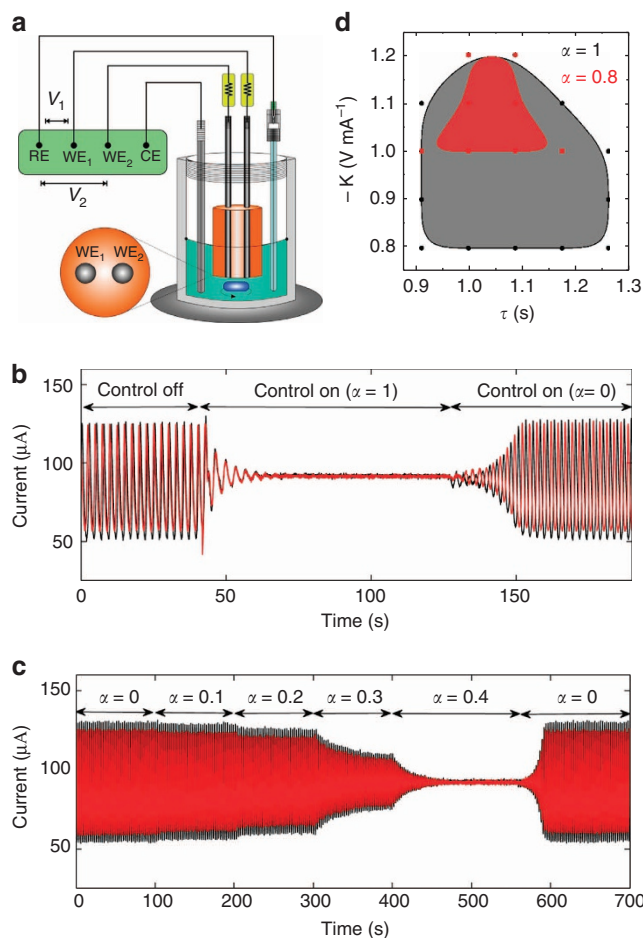 a
V1
RE WE1 WE2 CE
V2
WE1 WE2
d
α = 1
α = 0.8
1.2
1.1
1.0
0.9
0.8
– K (V mA⁻¹)
0.9 1.0 1.1 1.2 1.3
τ (s)
b
150
100
50
Current (μA)
Control off
Control on (α = 1)
Control on (α= 0)
0 50 100 150
Time (s)
c
150
100
50
Current (μA)
α = 0 α = 0.1 α = 0.2 α = 0.3 α = 0.4 α = 0
0 100 200 300 400 500 600 700
Time (s)